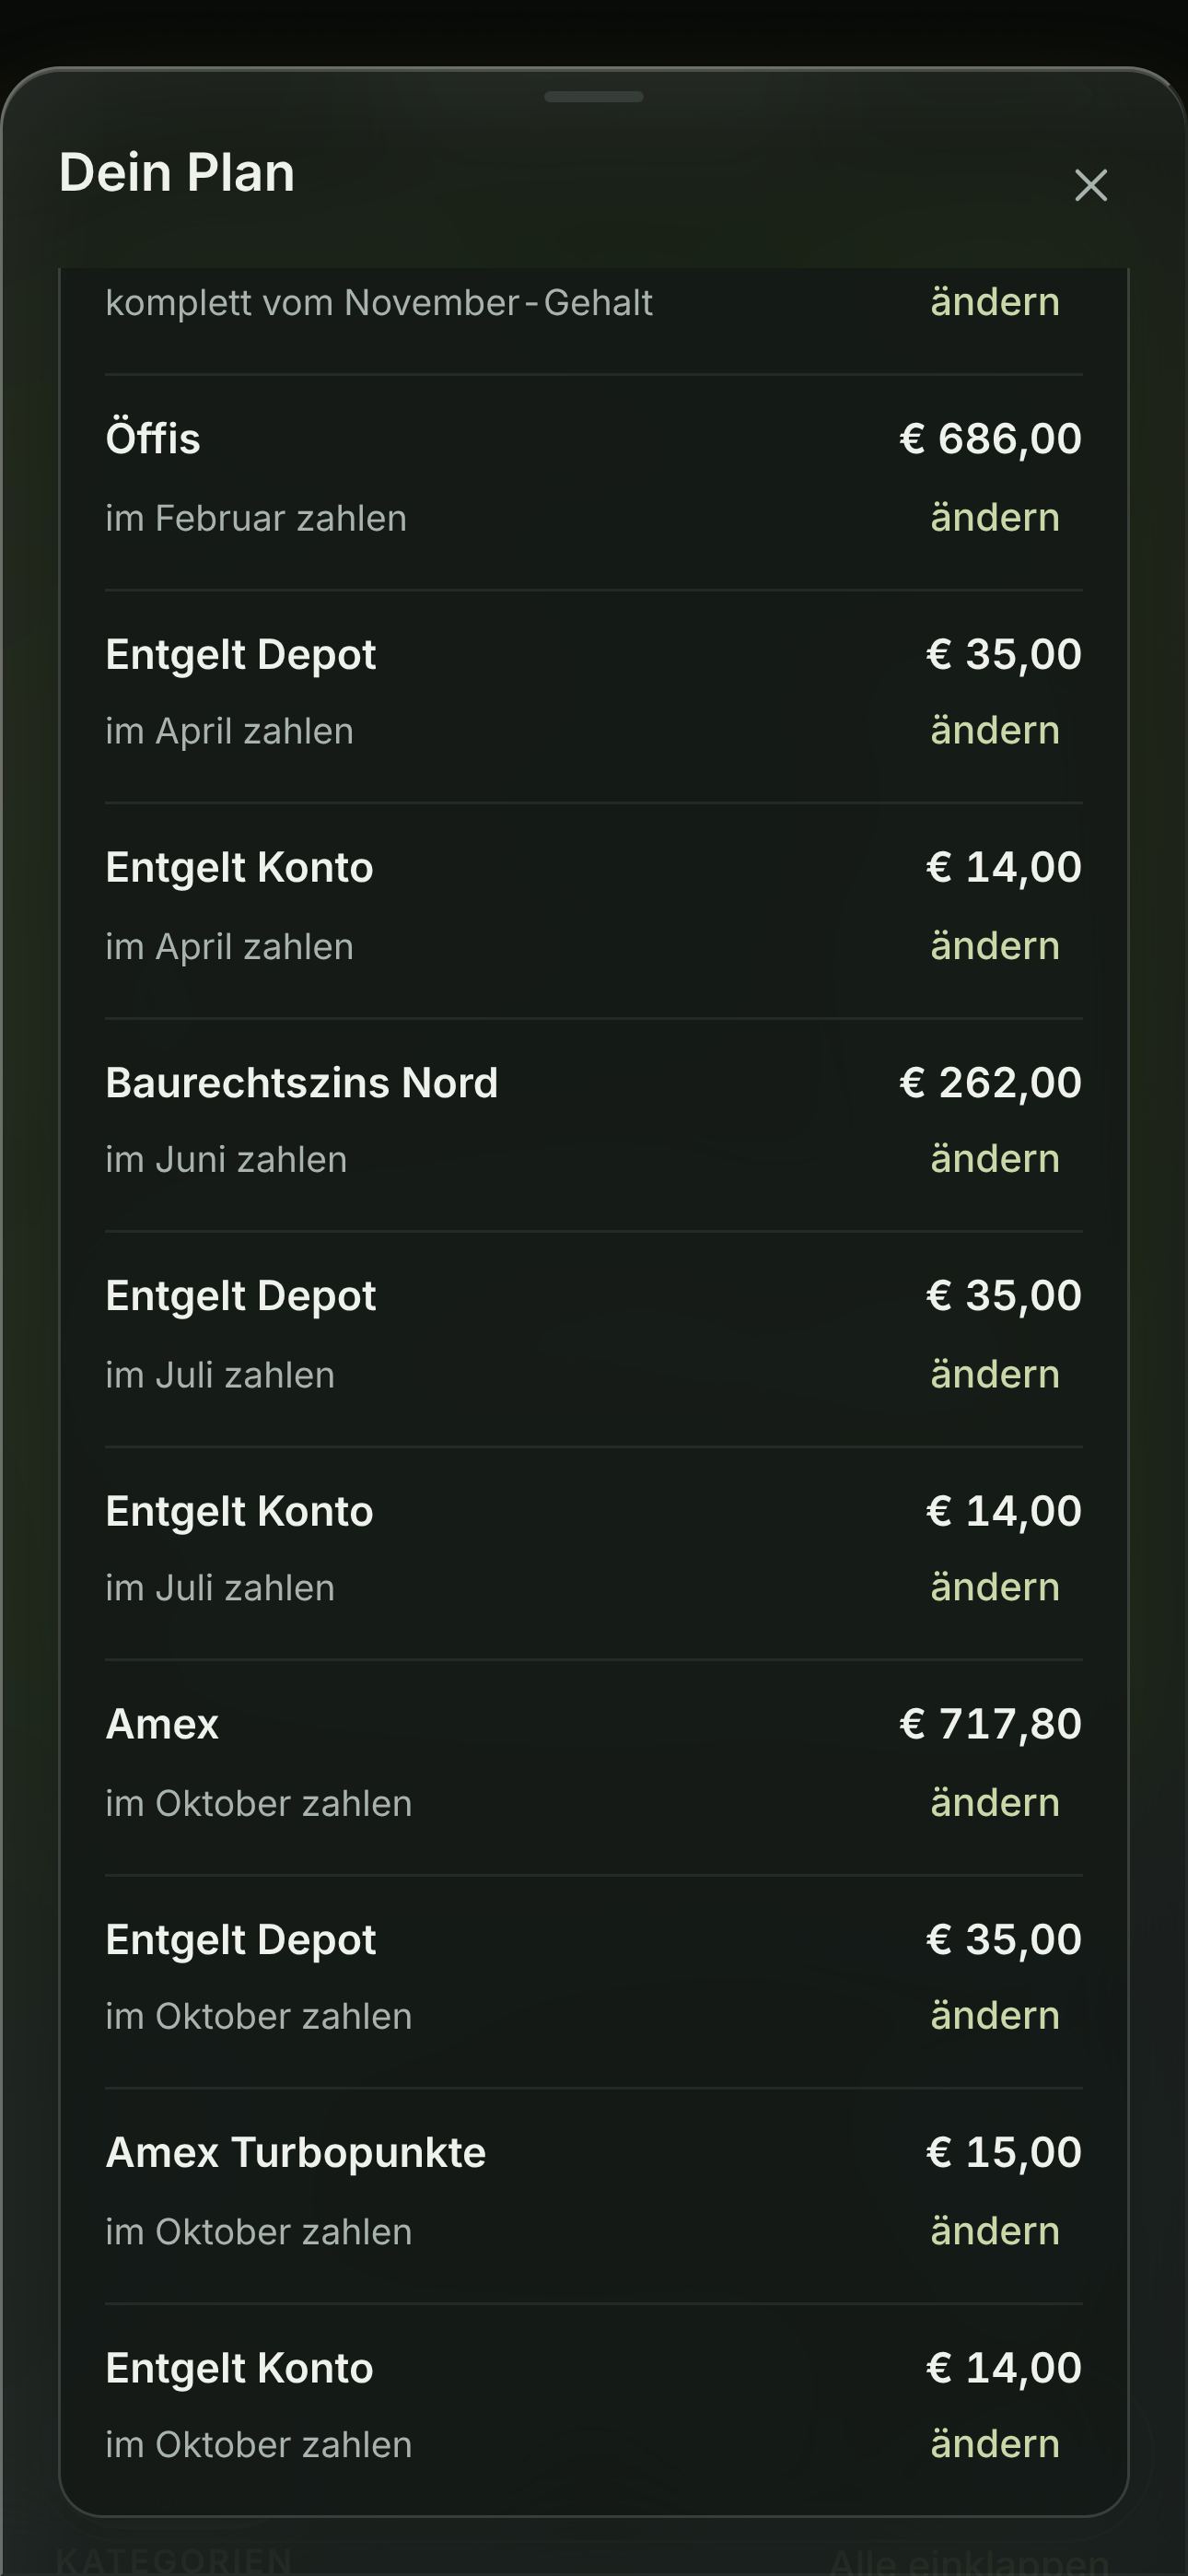 Dein Plan
komplett vom November-Gehalt ändern
Öffis € 686,00
im Februar zahlen ändern
Entgelt Depot € 35,00
im April zahlen ändern
Entgelt Konto € 14,00
im April zahlen ändern
Baurechtszins Nord € 262,00
im Juni zahlen ändern
Entgelt Depot € 35,00
im Juli zahlen ändern
Entgelt Konto € 14,00
im Juli zahlen ändern
Amex € 717,80
im Oktober zahlen ändern
Entgelt Depot € 35,00
im Oktober zahlen ändern
Amex Turbopunkte € 15,00
im Oktober zahlen ändern
Entgelt Konto € 14,00
im Oktober zahlen ändern
KATEGORIEN Alle einklappen